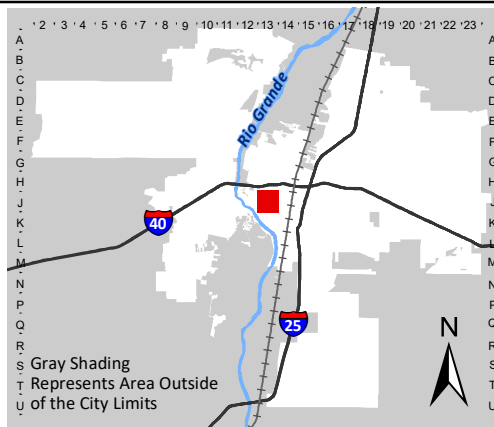 2 3 4 5 6 7 8 9 10 11 12 13 14 15 16 17 18 19 20 21 22 23
A A
B B
C C
D D
E E
F F
G G
H H
J J
K K
L L
M M
N N
P P
Q Q
R R
S S
T T
U U
Rio Grande
40
25
N
Gray Shading
Represents Area Outside
of the City Limits